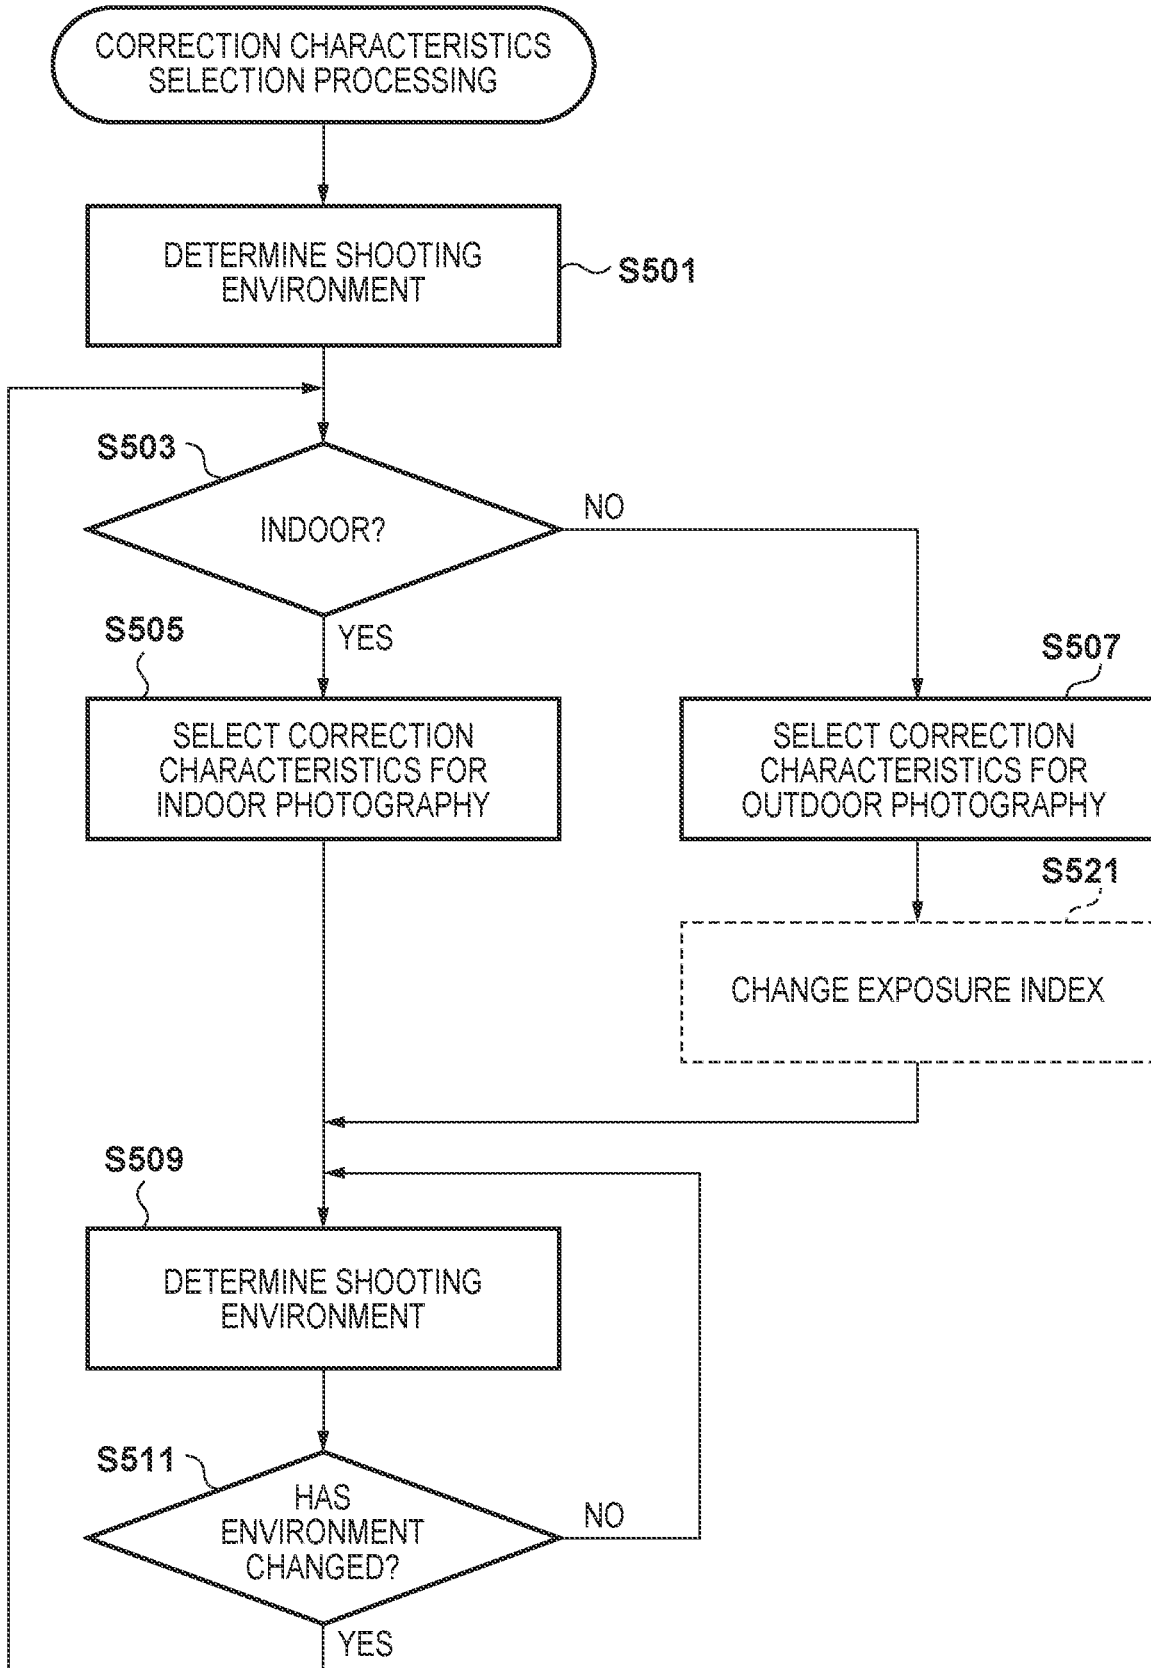 CORRECTION CHARACTERISTICS
SELECTION PROCESSING
DETERMINE SHOOTING
ENVIRONMENT
S501
S503
INDOOR?
NO
YES
S505
SELECT CORRECTION
CHARACTERISTICS FOR
INDOOR PHOTOGRAPHY
S507
SELECT CORRECTION
CHARACTERISTICS FOR
OUTDOOR PHOTOGRAPHY
S521
CHANGE EXPOSURE INDEX
S509
DETERMINE SHOOTING
ENVIRONMENT
S511
HAS
ENVIRONMENT
CHANGED?
NO
YES